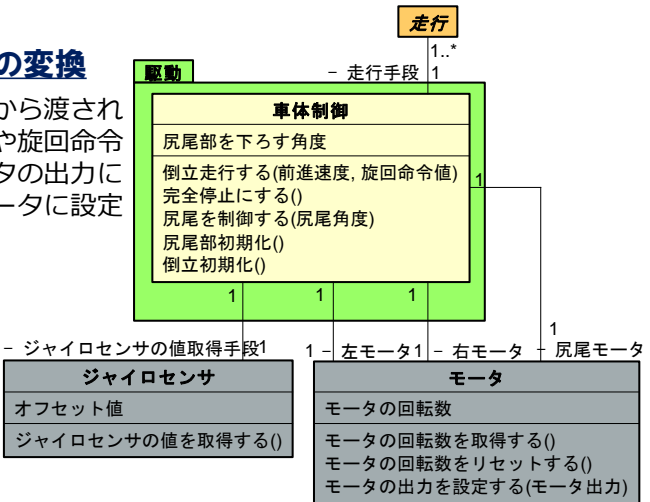 走行
1..*
の変換
駆動
- 走行手段 1
から渡され
や旋回命令
タの出力に
ータに設定
車体制御
尻尾部を下ろす角度
倒立走行する(前進速度, 旋回命令値)
完全停止にする()
尻尾を制御する(尻尾角度)
尻尾部初期化()
倒立初期化()
1
1 1 1
1
- ジャイロセンサの値取得手段1
1 - 左モータ1 - 右モータ - 尻尾モータ
ジャイロセンサ
オフセット値
ジャイロセンサの値を取得する()
モータ
モータの回転数
モータの回転数を取得する()
モータの回転数をリセットする()
モータの出力を設定する(モータ出力)